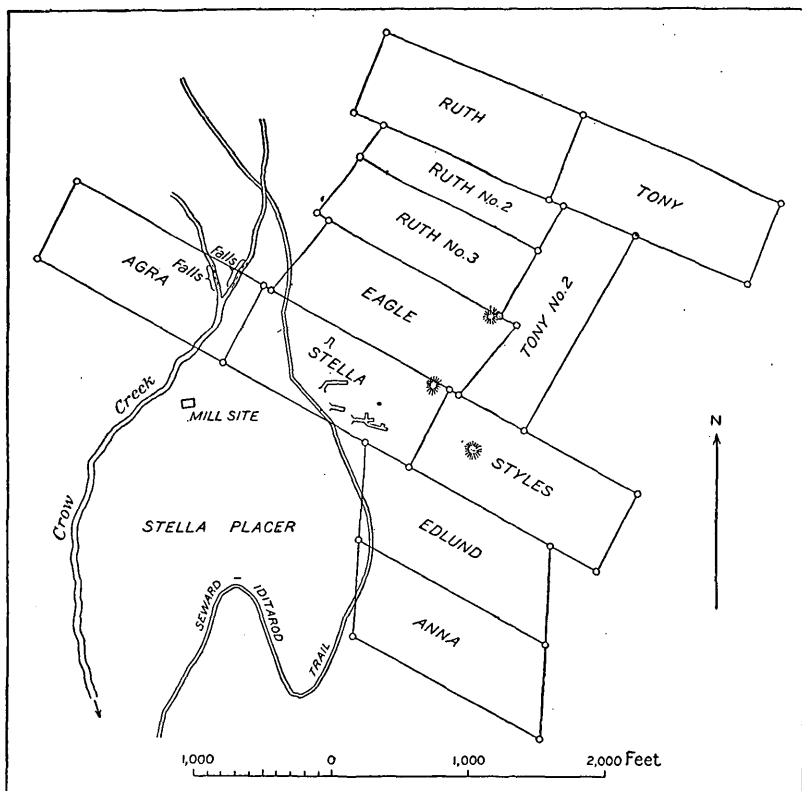 RUTH
RUTH No.2
TONY
RUTH No.3
Falls
Falls
AGRA
EAGLE
TONY No.2
STELLA
Creek
MILL SITE
N
STYLES
Crow
STELLA PLACER
EDLUND
SEWARD - IDITAROD TRAIL
ANNA
1,000 0 1,000 2,000 Feet